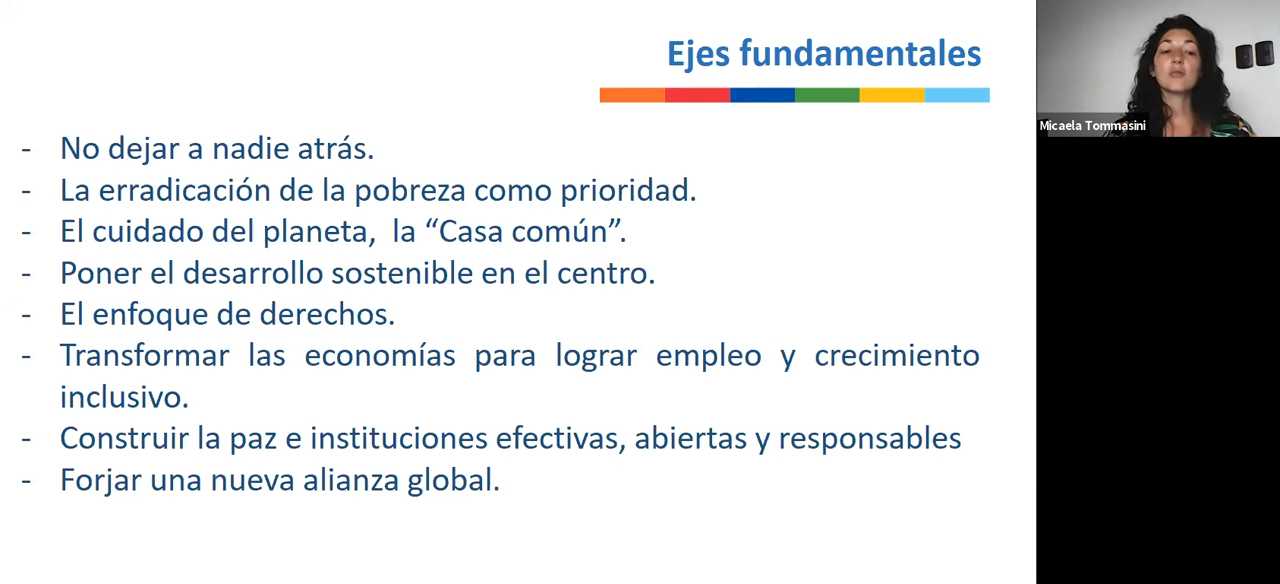 Ejes fundamentales
- No dejar a nadie atrás.
- La erradicación de la pobreza como prioridad.
- El cuidado del planeta,  la “Casa común”.
- Poner el desarrollo sostenible en el centro.
- El enfoque de derechos.
- Transformar las economías para lograr empleo y crecimiento
inclusivo.
- Construir la paz e instituciones efectivas, abiertas y responsables
- Forjar una nueva alianza global.
Micaela Tommasini